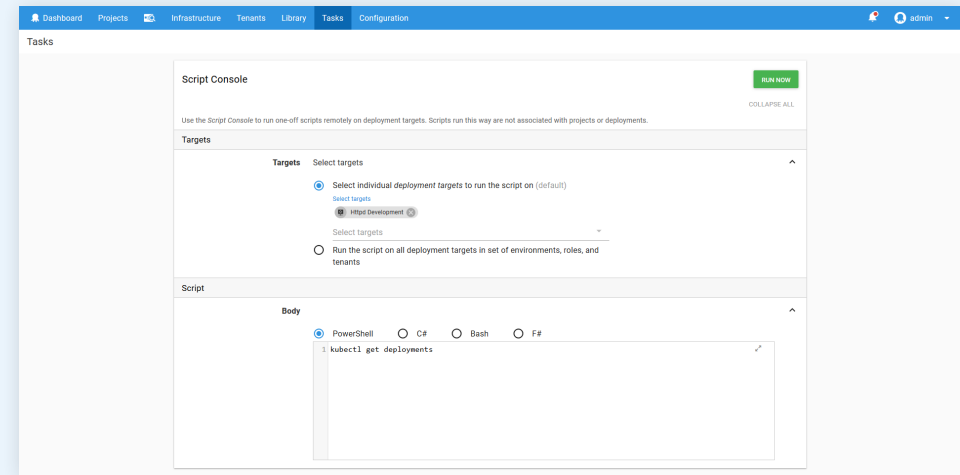 Dashboard Projects Infrastructure Tenants Library Tasks Configuration admin
Tasks
Script Console
RUN NOW
COLLAPSE ALL
Use the Script Console to run one-off scripts remotely on deployment targets. Scripts run this way are not associated with projects or deployments.
Targets
Targets Select targets
Select individual deployment targets to run the script on (default)
Select targets
Httpd Development
Select targets
Run the script on all deployment targets in set of environments, roles, and
tenants
Script
Body
PowerShell C# Bash F#
1 kubectl get deployments